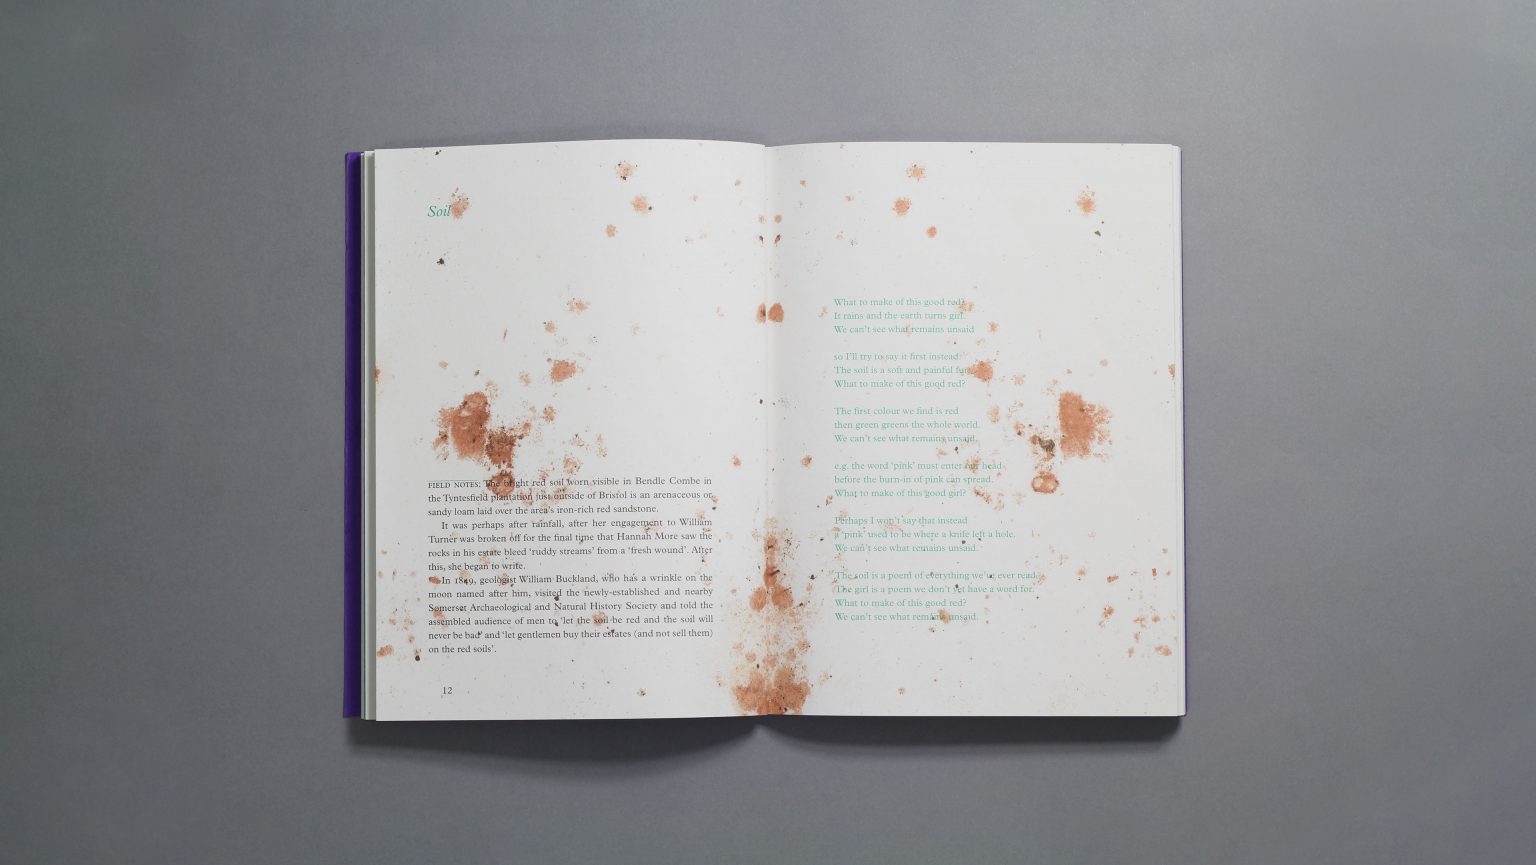 Soil
FIELD NOTES: The bright red soil worn visible in Bendle Combe in
the Tyntesfield plantation just outside of Bristol is an arenaceous or
sandy loam laid over the area's iron-rich red sandstone.
It was perhaps after rainfall, after her engagement to William
Turner was broken off for the final time that Hannah More saw the
rocks in his estate bleed ‘ruddy streams’ from a ‘fresh wound’. After
this, she began to write.
In 1849, geologist William Buckland, who has a wrinkle on the
moon named after him, visited the newly-established and nearby
Somerset Archaeological and Natural History Society and told the
assembled audience of men to ‘let the soil be red and the soil will
never be bad’ and ‘let gentlemen buy their estates (and not sell them)
on the red soils’.
12
What to make of this good red?
It rains and the earth turns girl.
We can't see what remains unsaid
so I'll try to say it first instead:
The soil is a soft and painful
What to make of this good red?
The first colour we find is red
then green greens the whole world.
We can't see what remains unsaid.
e.g. the word ‘pink’ must enter our head
before the burn-in of pink can spread.
What to make of this good girl?
Perhaps I won't say that instead
a ‘pink’ used to be where a knife left a hole.
We can't see what remains unsaid.
The soil is a poem of everything we've ever read.
The girl is a poem we don't yet have a word for.
What to make of this good red?
We can't see what remains unsaid.